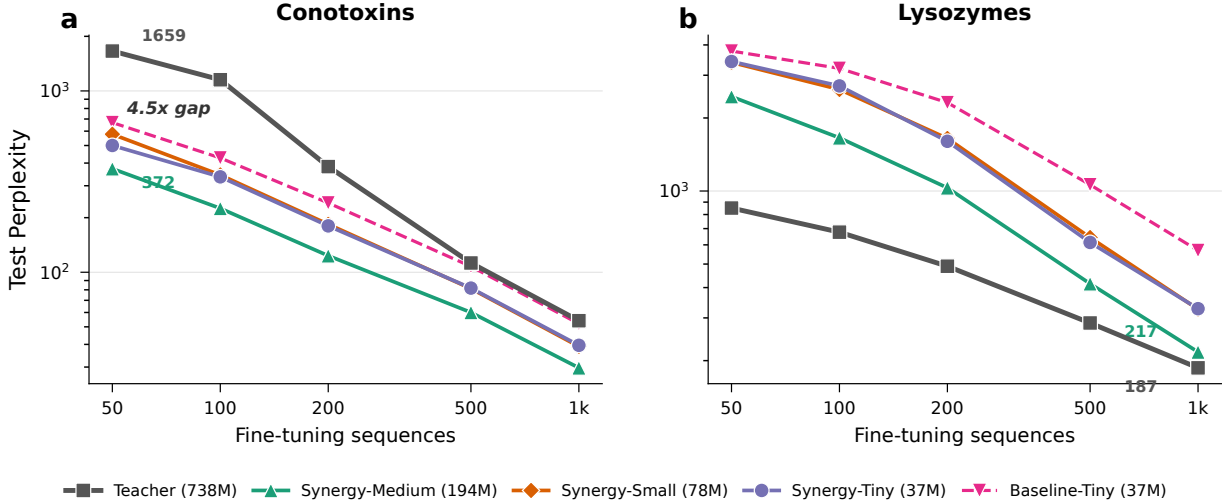 a
Conotoxins
1659
4.5x gap
372
10³
10²
Test Perplexity
50
100
200
500
1k
Fine-tuning sequences
b
Lysozymes
10³
217
187
50
100
200
500
1k
Fine-tuning sequences
Teacher (738M)
Synergy-Medium (194M)
Synergy-Small (78M)
Synergy-Tiny (37M)
Baseline-Tiny (37M)